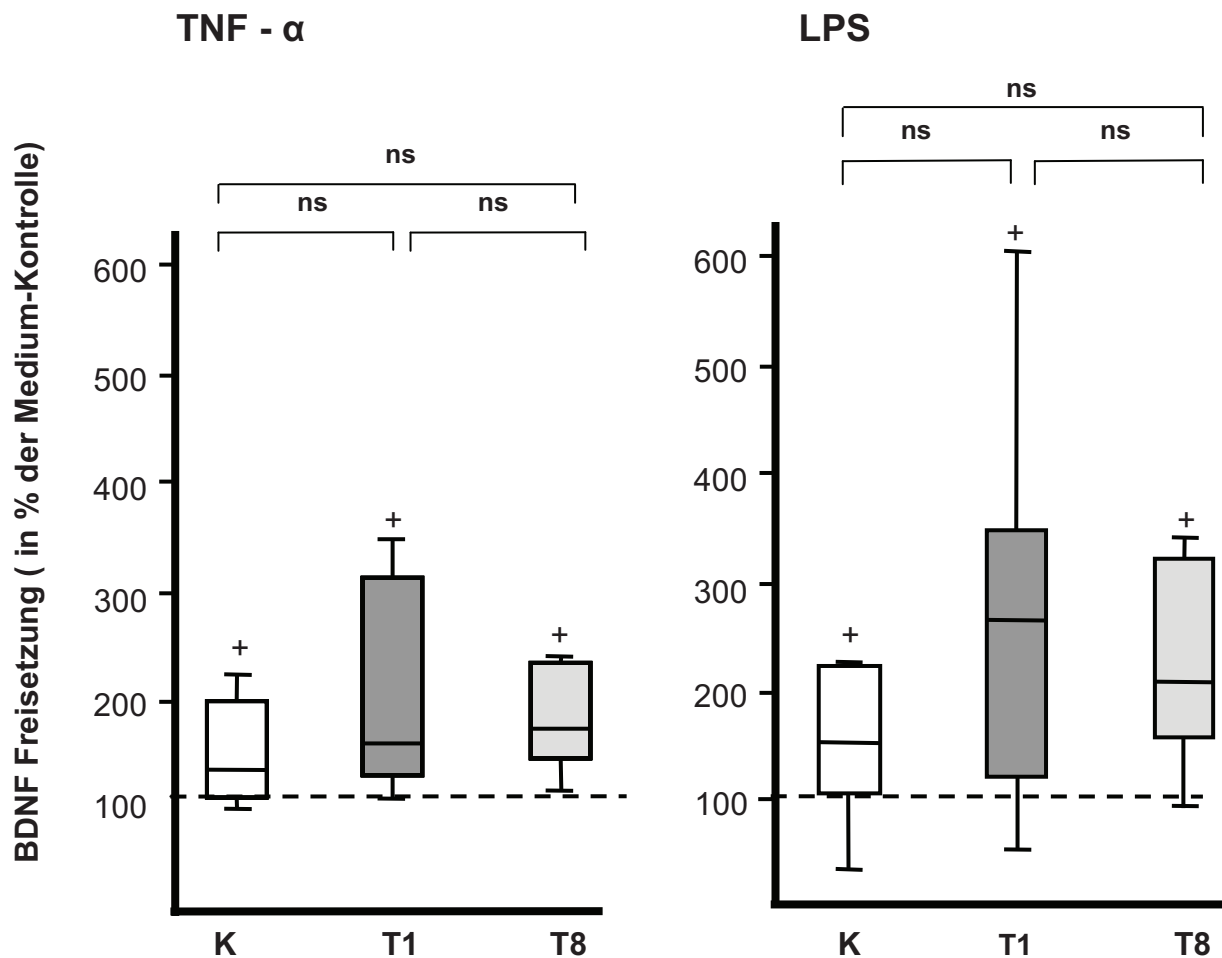 TNF - α
LPS
BDNF Freisetzung ( in % der Medium-Kontrolle)
ns
ns ns
+
+
+
600
500
400
300
200
100
K T1 T8
ns
ns ns
+
+
+
600
500
400
300
200
100
K T1 T8